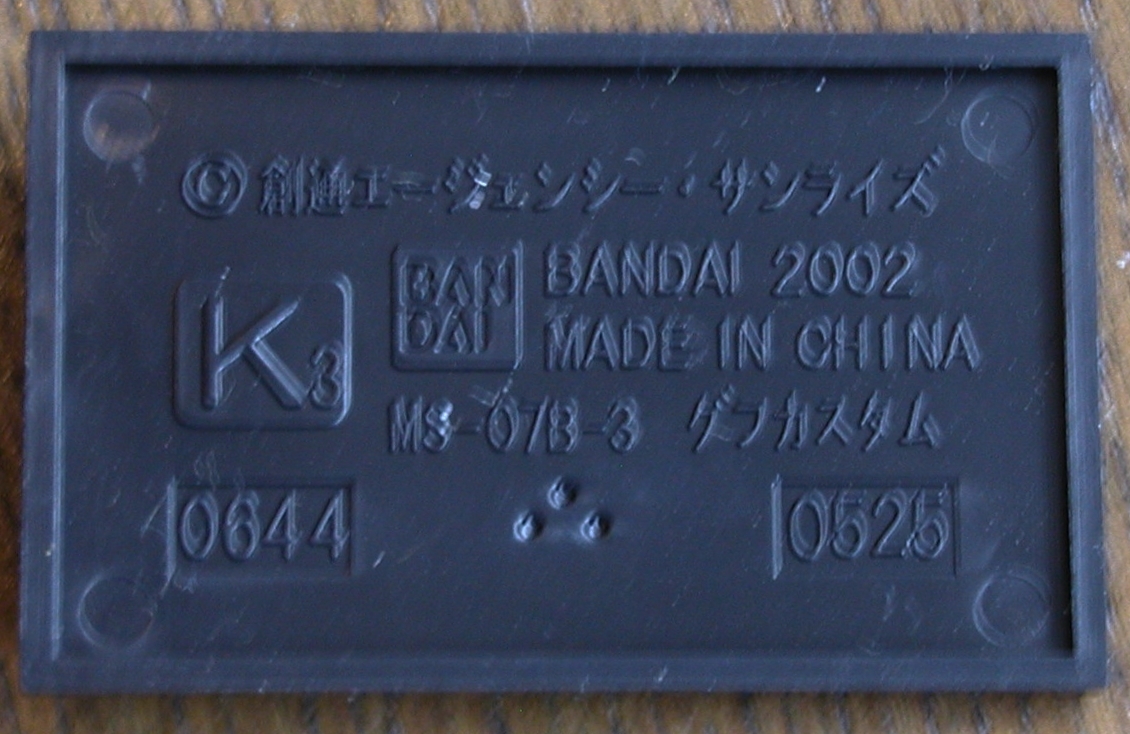 ©創通エージェンシー・サンライズ
BAN
DAI
BANDAI 2002
MADE IN CHINA
K3
MS-07B-3 グフカスタム
0644
0525